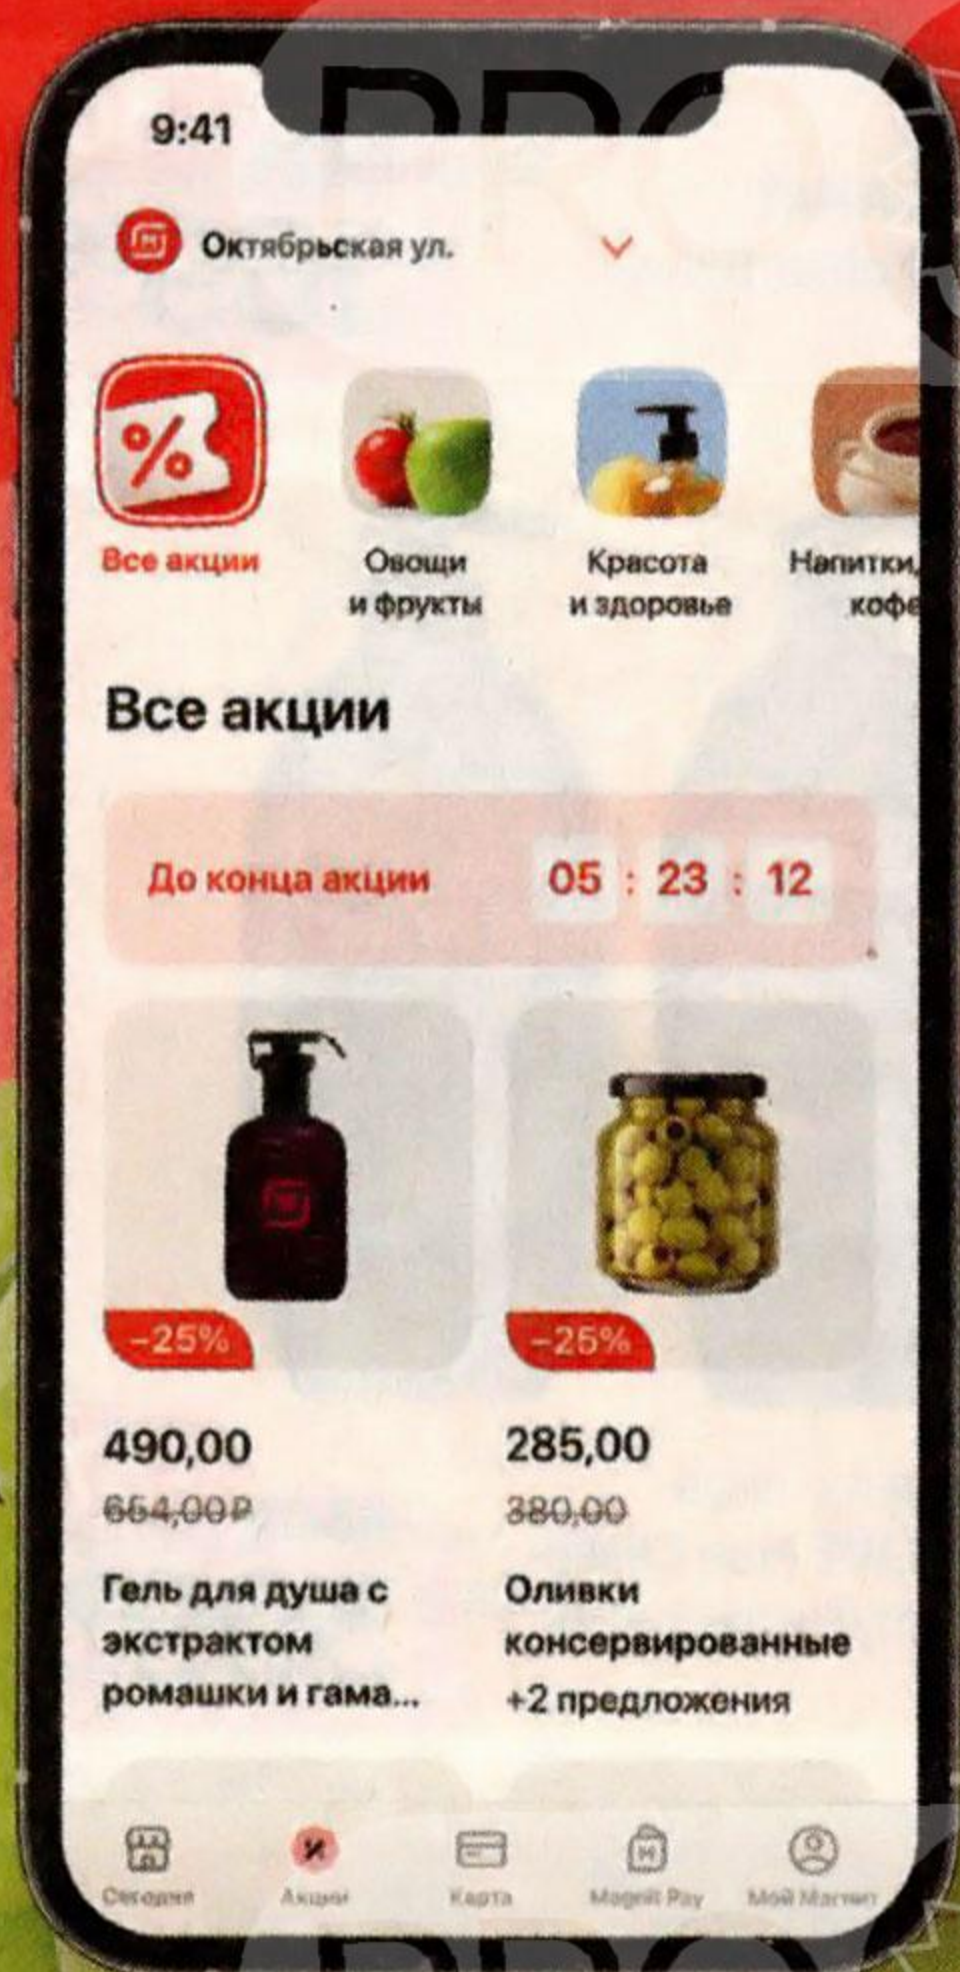 9:41
Октябрьская ул.
Все акции
Овощи
и фрукты
Красота
и здоровье
Напитки,
кофе
Все акции
До конца акции 05 : 23 : 12
-25%
-25%
490,00
285,00
654,00₽
380,00
Гель для душа с
экстрактом
ромашки и гама...
Оливки
консервированные
+2 предложения
Сегодня
Акции
Карта
Magnit Pay
Мой Магнит